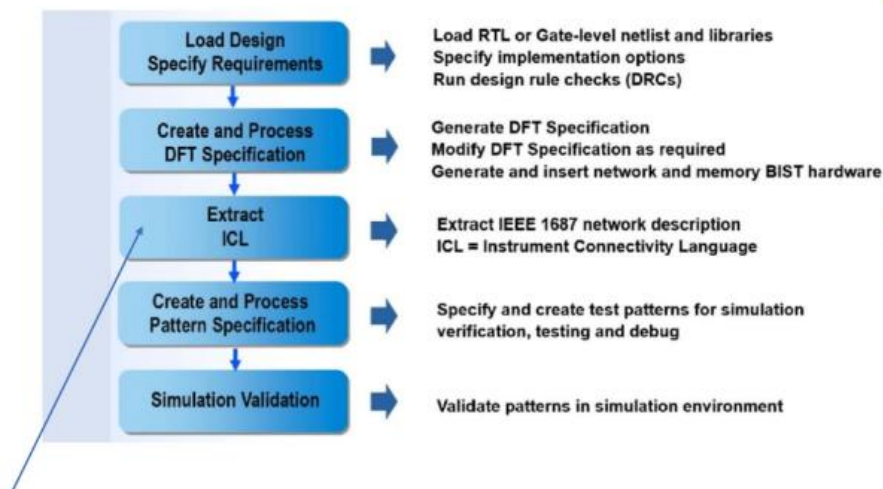 Load Design
Specify Requirements
Load RTL or Gate-level netlist and libraries
Specify implementation options
Run design rule checks (DRCs)
Create and Process
DFT Specification
Generate DFT Specification
Modify DFT Specification as required
Generate and insert network and memory BIST hardware
Extract
ICL
Extract IEEE 1687 network description
ICL = Instrument Connectivity Language
Create and Process
Pattern Specification
Specify and create test patterns for simulation
verification, testing and debug
Simulation Validation
Validate patterns in simulation environment